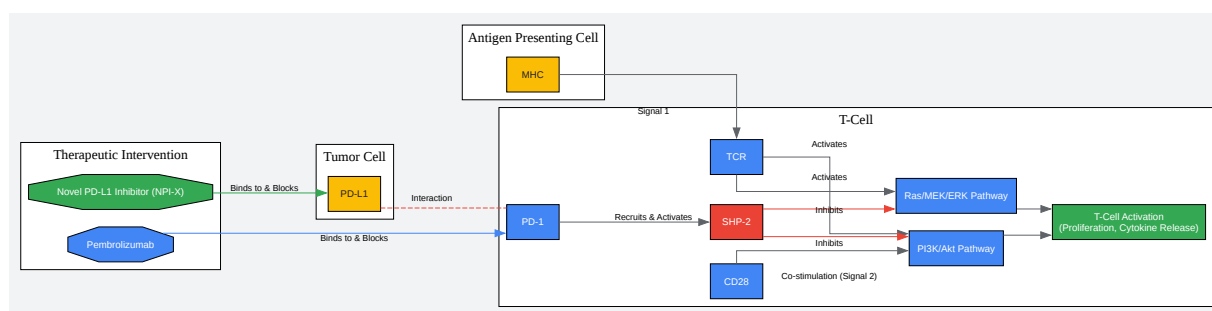 Antigen Presenting Cell
MHC
Signal 1
T-Cell
Therapeutic Intervention
Novel PD-L1 Inhibitor (NPI-X)
Pembrolizumab
Binds to & Blocks
Binds to & Blocks
Tumor Cell
PD-L1
Interaction
PD-1
Recruits & Activates
TCR
SHP-2
CD28
Activates
Activates
Inhibits
Inhibits
Co-stimulation (Signal 2)
Ras/MEK/ERK Pathway
PI3K/Akt Pathway
T-Cell Activation
(Proliferation, Cytokine Release)